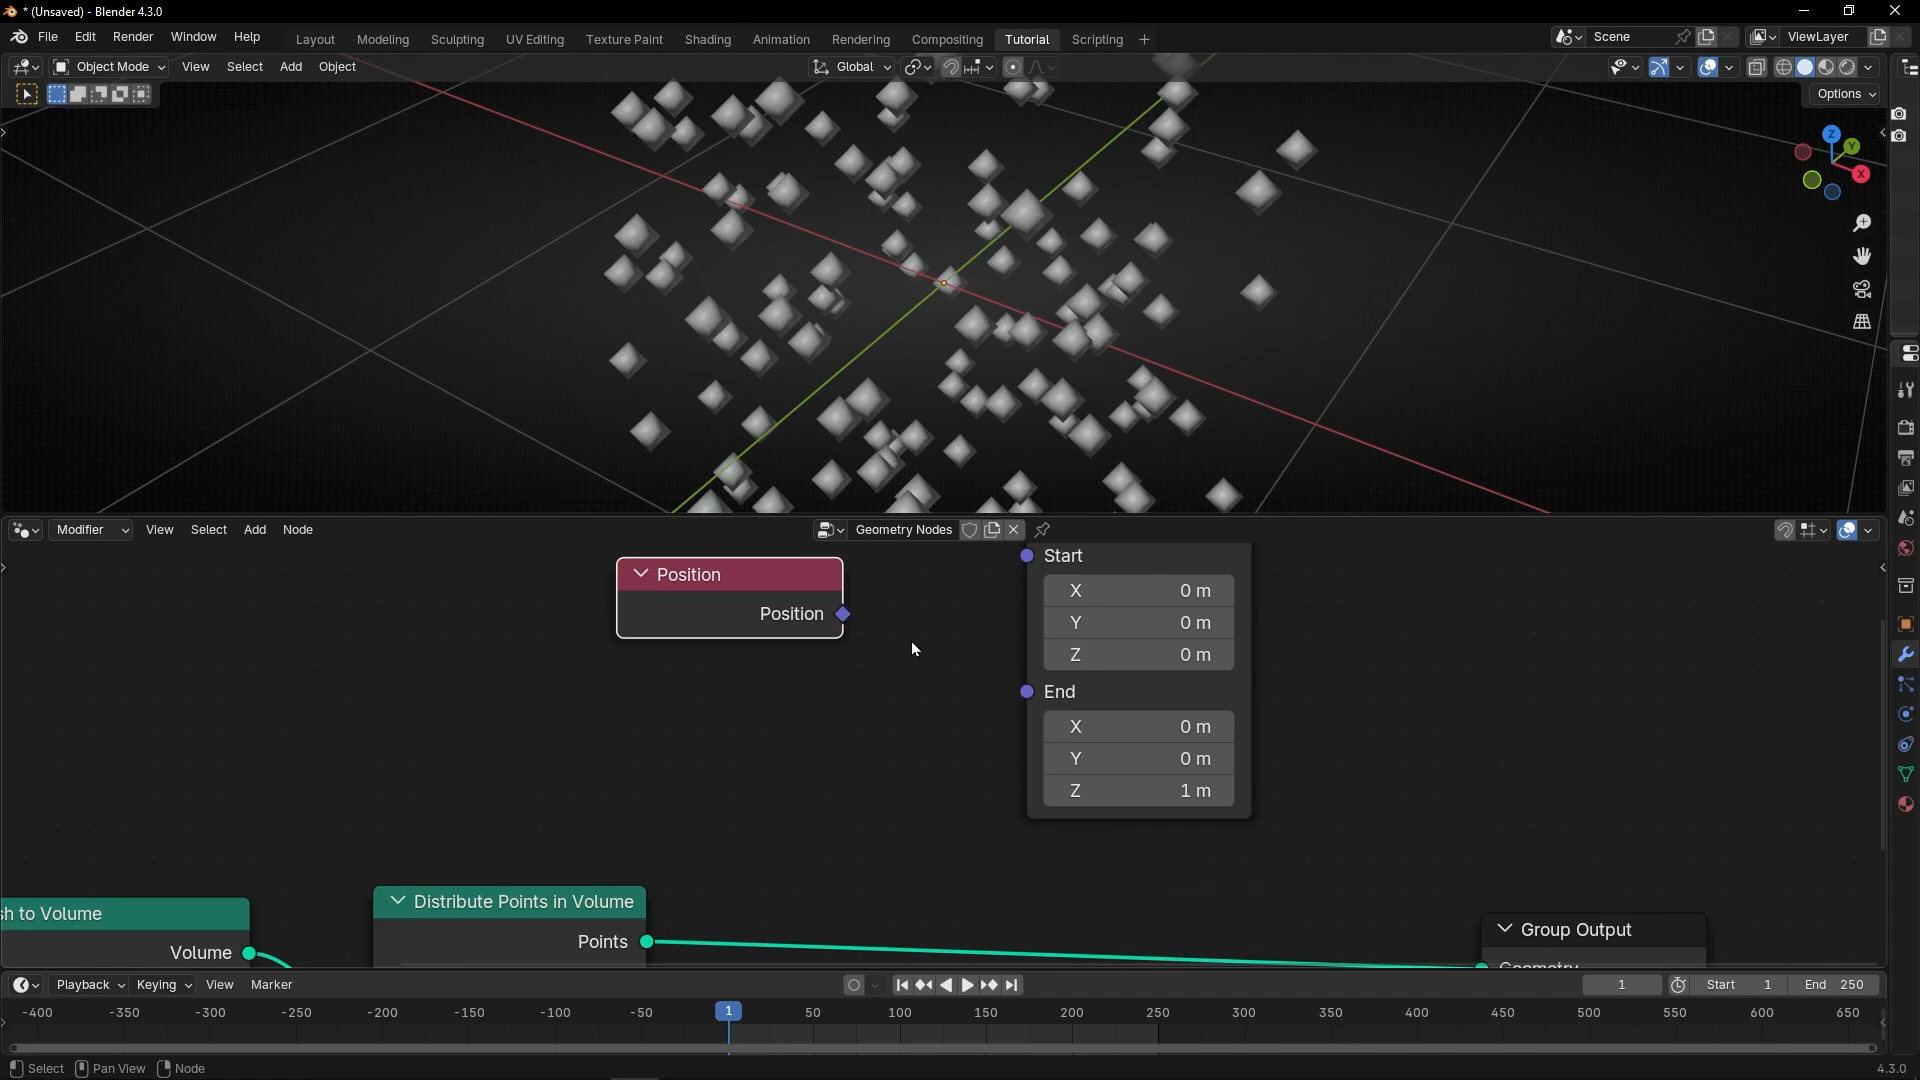 * (Unsaved) - Blender 4.3.0
File Edit Render Window Help Layout Modeling Sculpting UV Editing Texture Paint Shading Animation Rendering Compositing Tutorial Scripting + Scene ViewLayer
Object Mode View Select Add Object Global
Options
Z
Y
X
Modifier View Select Add Node Geometry Nodes
Start
Position
X 0 m
Position
Y 0 m
Z 0 m
End
X 0 m
Y 0 m
Z 1 m
Distribute Points in Volume
sh to Volume
Group Output
Points
Volume
Geometry
Playback Keying View Marker 1 Start 1 End 250
-400 -350 -300 -250 -200 -150 -100 -50 1 50 100 150 200 250 300 350 400 450 500 550 600 650
Select Pan View Node 4.3.0